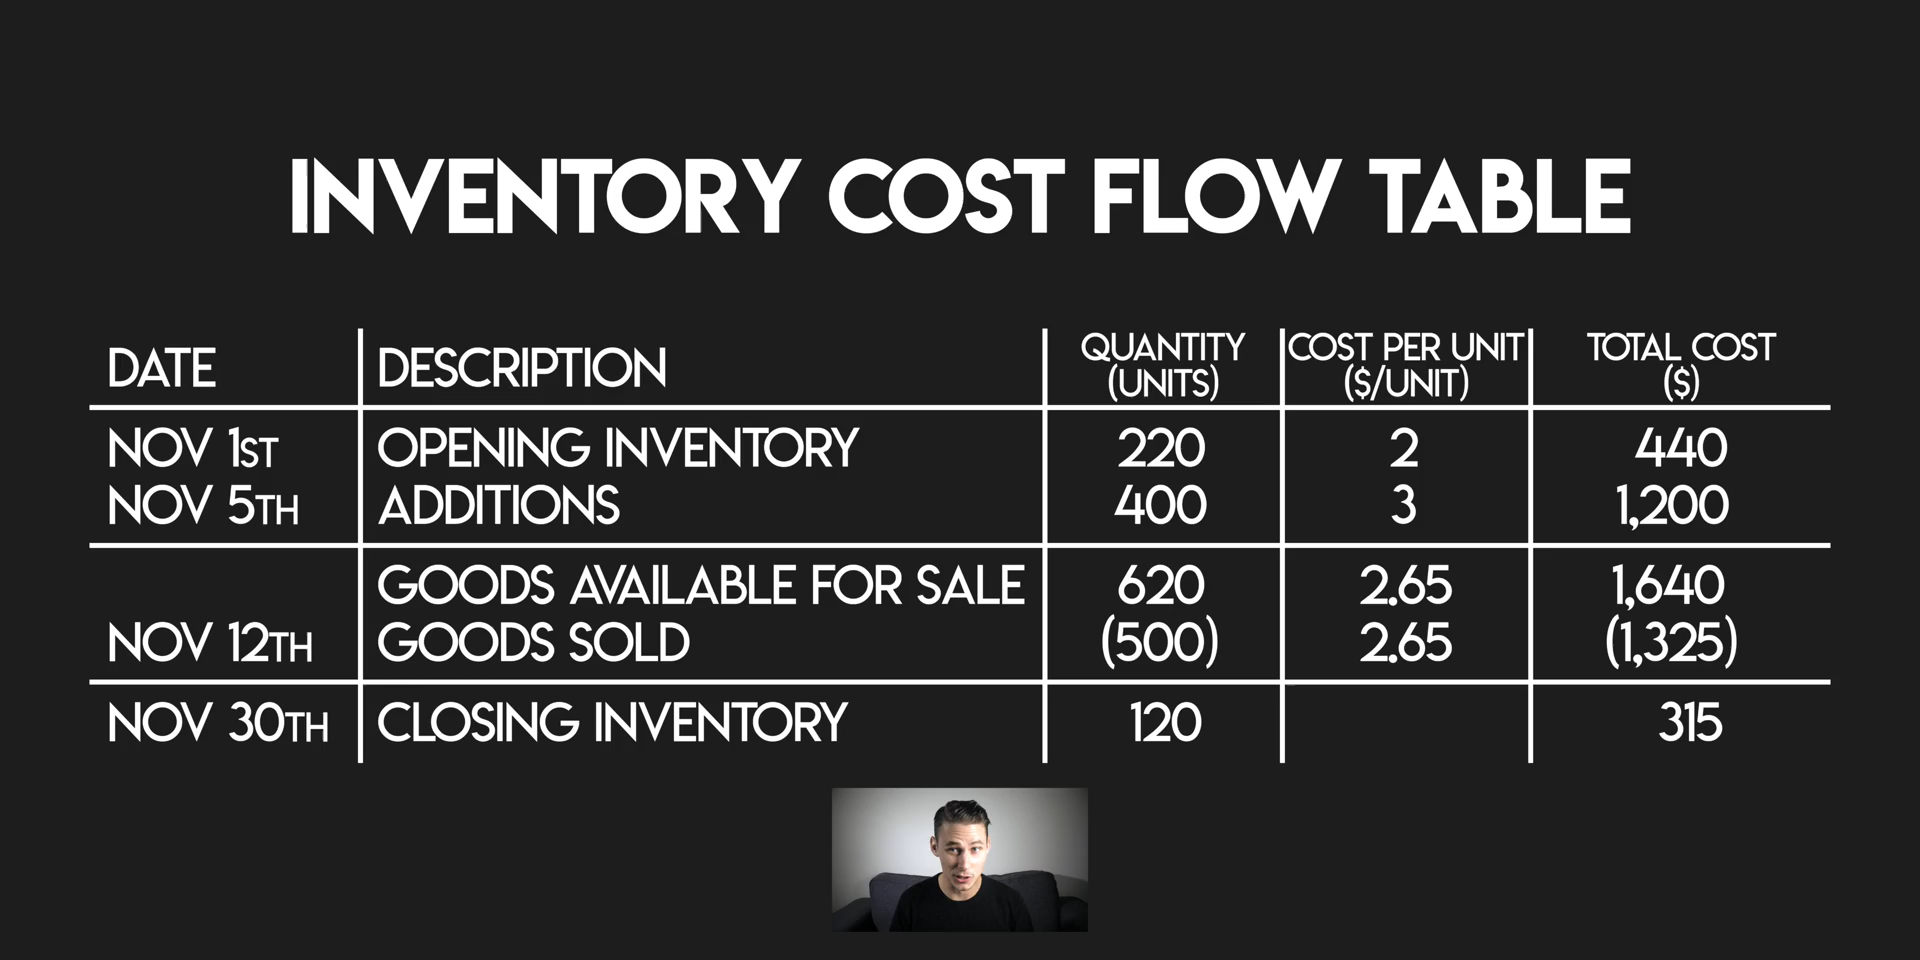 INVENTORY COST FLOW TABLE
DATE DESCRIPTION QUANTITY (UNITS) COST PER UNIT ($/UNIT) TOTAL COST ($)
NOV 1ST OPENING INVENTORY 220 2 440
NOV 5TH ADDITIONS 400 3 1,200
GOODS AVAILABLE FOR SALE 620 2.65 1,640
NOV 12TH GOODS SOLD (500) 2.65 (1,325)
NOV 30TH CLOSING INVENTORY 120 315